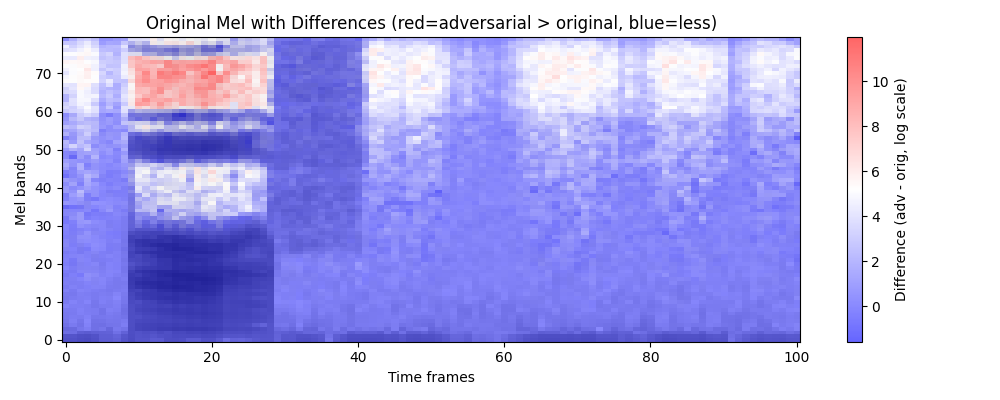 Original Mel with Differences (red=adversarial > original, blue=less)
Mel bands
70
60
50
40
30
20
10
0
0 20 40 60 80 100
Time frames
10
8
6
4
2
0
Difference (adv - orig, log scale)